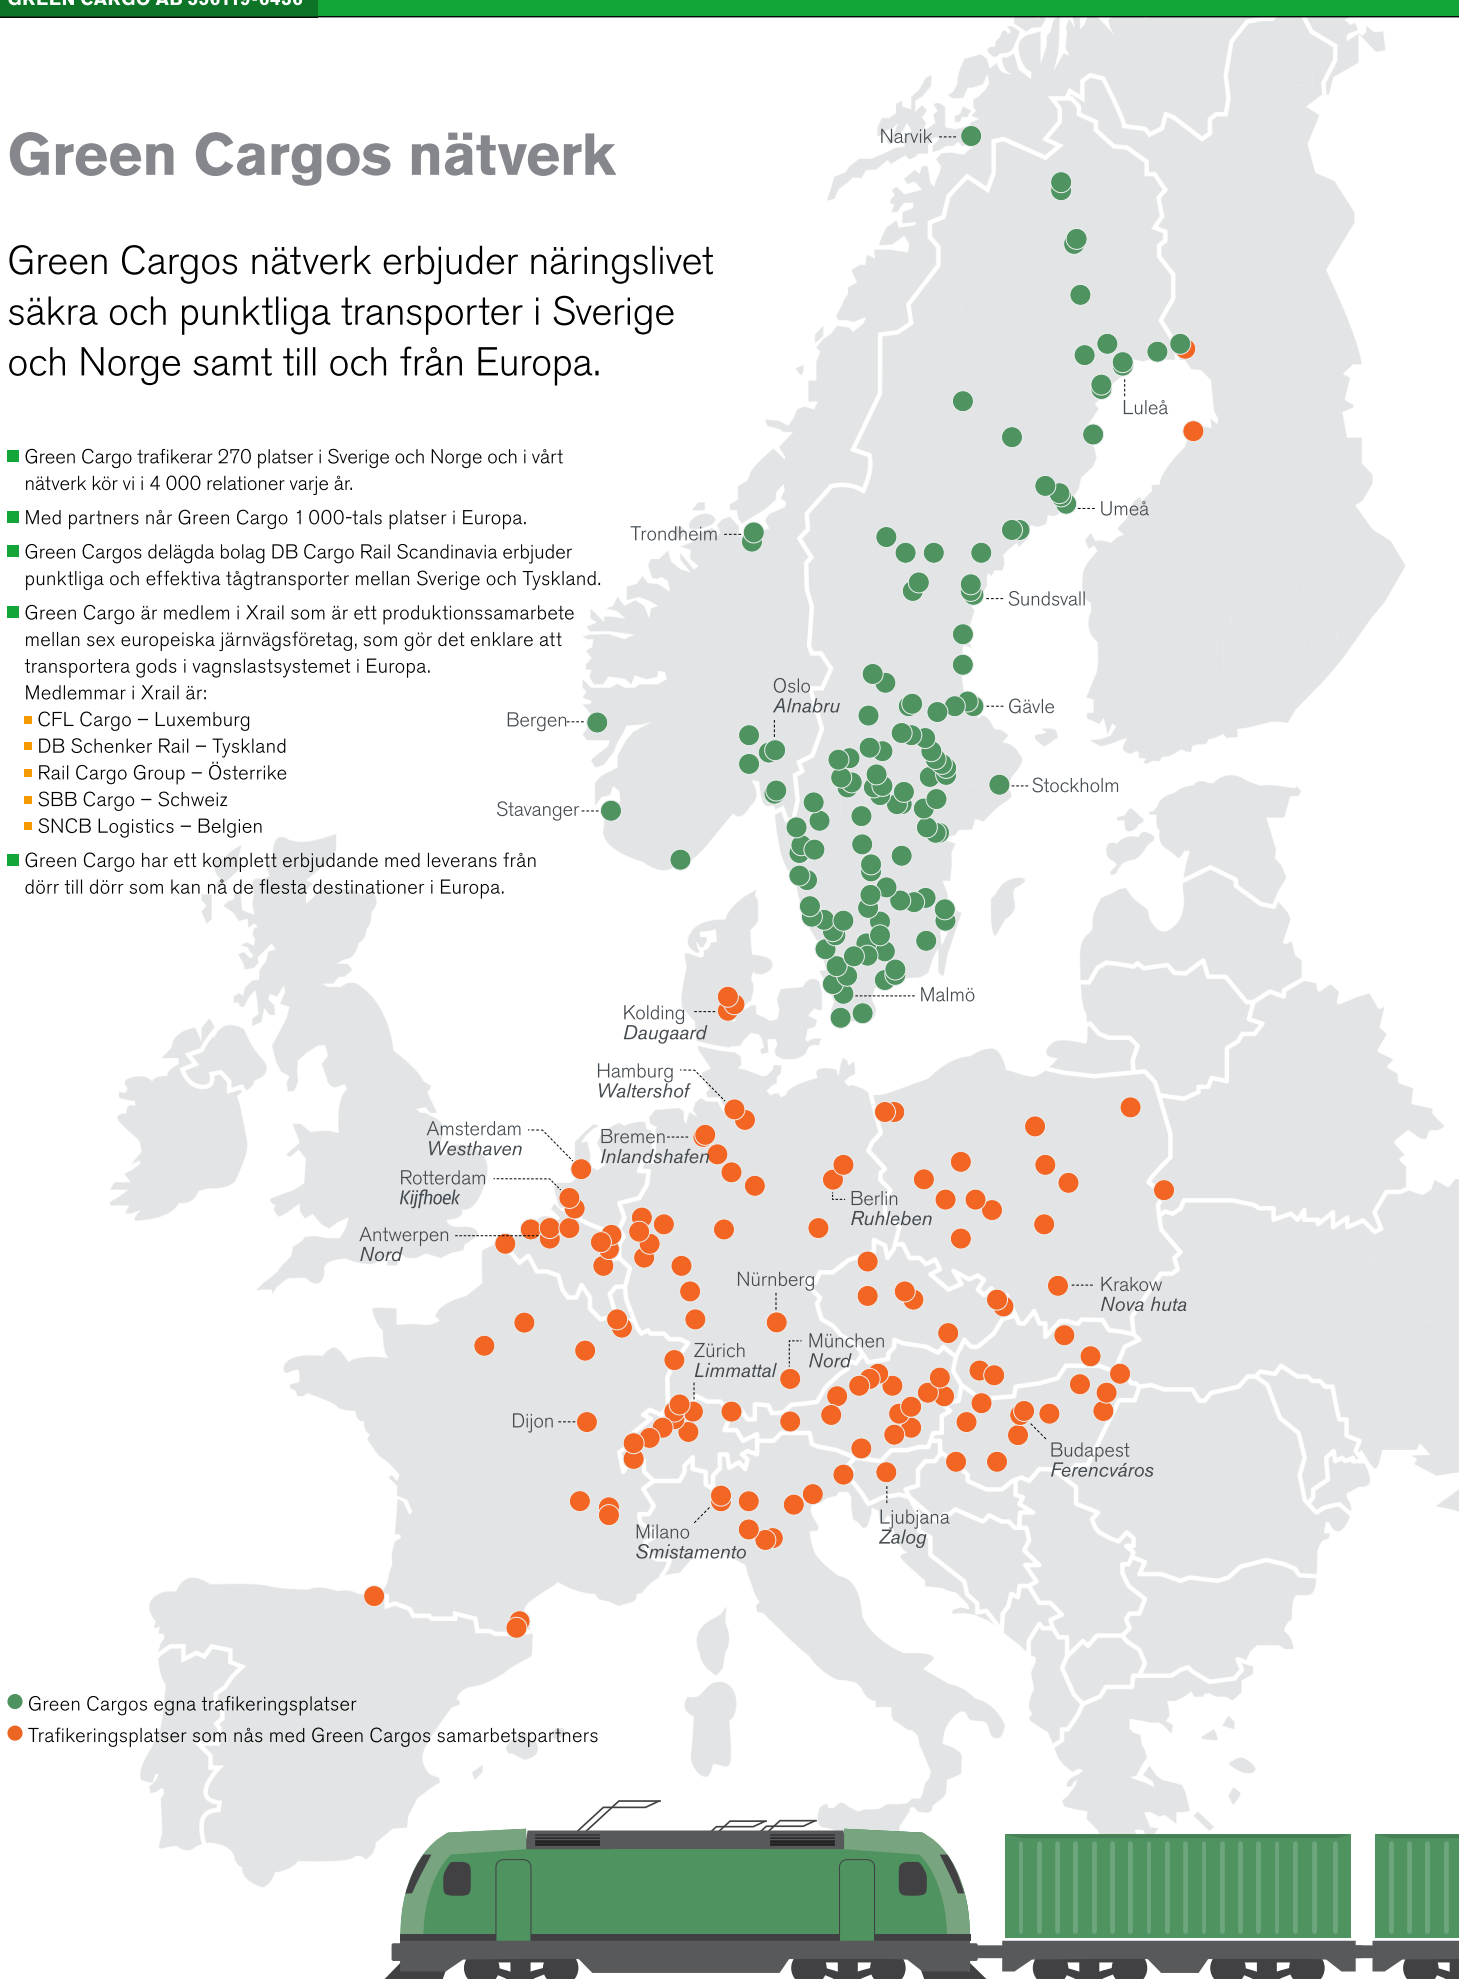 GREEN CARGO AB 556119-6436
Green Cargos nätverk
Green Cargos nätverk erbjuder näringslivet
säkra och punktliga transporter i Sverige
och Norge samt till och från Europa.
Green Cargo trafikerar 270 platser i Sverige och Norge och i vårt
nätverk kör vi i 4 000 relationer varje år.
Med partners når Green Cargo 1 000-tals platser i Europa.
Green Cargos delägda bolag DB Cargo Rail Scandinavia erbjuder
punktliga och effektiva tågtransporter mellan Sverige och Tyskland.
Green Cargo är medlem i Xrail som är ett produktionssamarbete
mellan sex europeiska järnvägsföretag, som gör det enklare att
transportera gods i vagnslastsystemet i Europa.
Medlemmar i Xrail är:
CFL Cargo – Luxemburg
DB Schenker Rail – Tyskland
Rail Cargo Group – Österrike
SBB Cargo – Schweiz
SNCB Logistics – Belgien
Green Cargo har ett komplett erbjudande med leverans från
dörr till dörr som kan nå de flesta destinationer i Europa.
Narvik
Luleå
Umeå
Trondheim
Sundsvall
Oslo
Alnabru
Gävle
Bergen
Stockholm
Stavanger
Malmö
Kolding
Daugaard
Hamburg
Waltershof
Amsterdam
Westhaven
Bremen
Inlandshafen
Rotterdam
Kijfhoek
Berlin
Ruhleben
Antwerpen
Nord
Nürnberg
Krakow
Nova huta
München
Nord
Zürich
Limmattal
Dijon
Budapest
Ferencváros
Ljubjana
Zalog
Milano
Smistamento
Green Cargos egna trafikeringsplatser
Trafikeringsplatser som nås med Green Cargos samarbetspartners